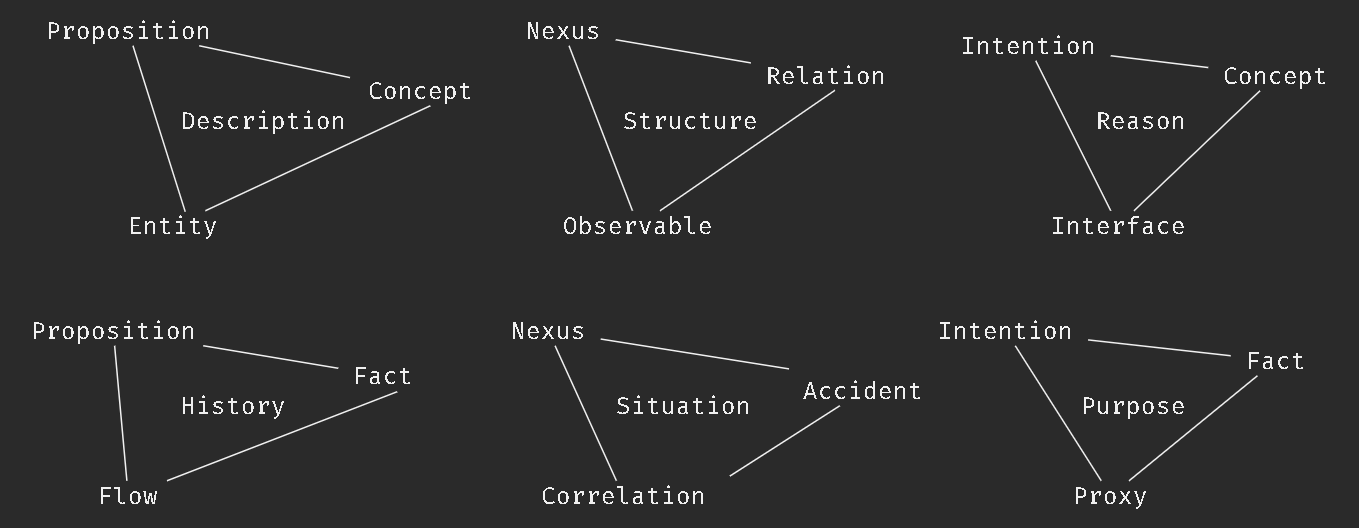 Proposition
Concept
Description
Entity
Nexus
Relation
Structure
Observable
Intention
Concept
Reason
Interface
Proposition
Fact
History
Flow
Nexus
Accident
Situation
Correlation
Intention
Fact
Purpose
Proxy